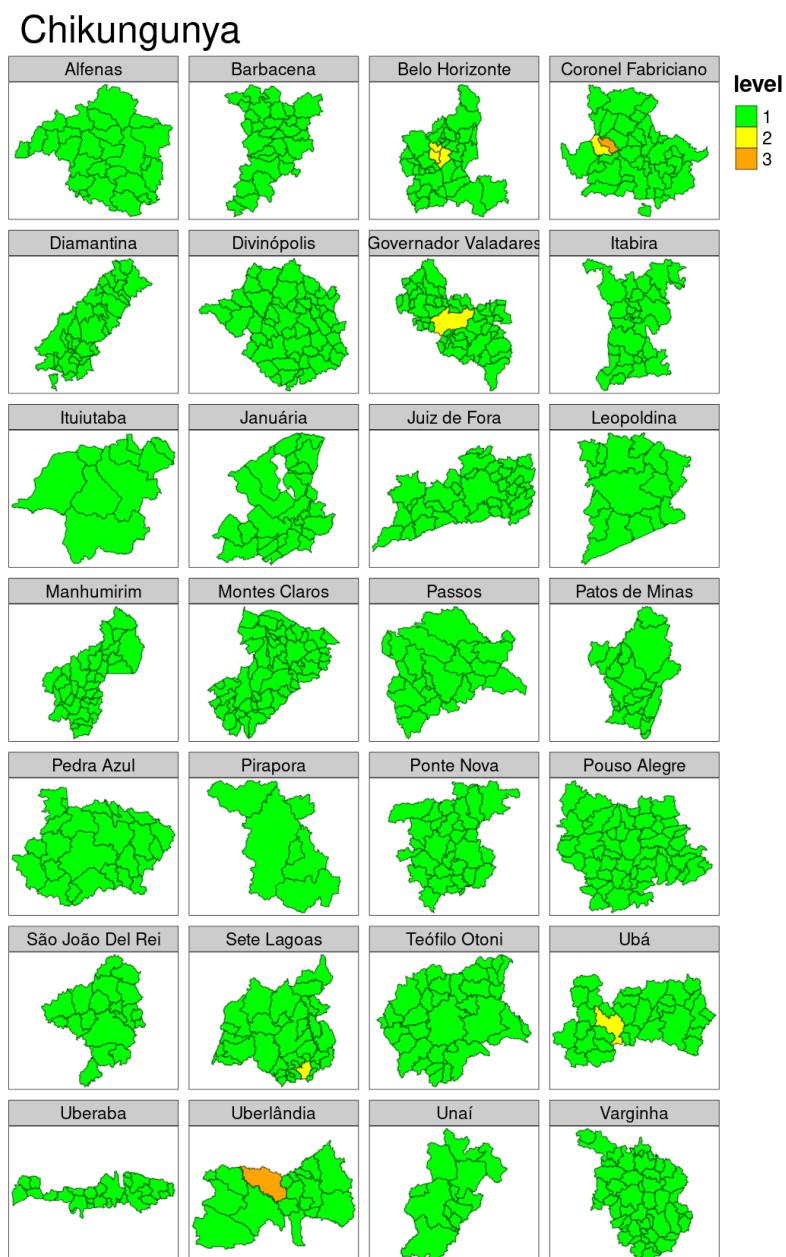 Chikungunya
Alfenas
Barbacena
Belo Horizonte
Coronel Fabriciano
level
1
2
3
Diamantina
Divinópolis
Governador Valadares
Itabira
Ituiutaba
Januária
Juiz de Fora
Leopoldina
Manhumirim
Montes Claros
Passos
Patos de Minas
Pedra Azul
Pirapora
Ponte Nova
Pouso Alegre
São João Del Rei
Sete Lagoas
Teófilo Otoni
Ubá
Uberaba
Uberlândia
Unaí
Varginha